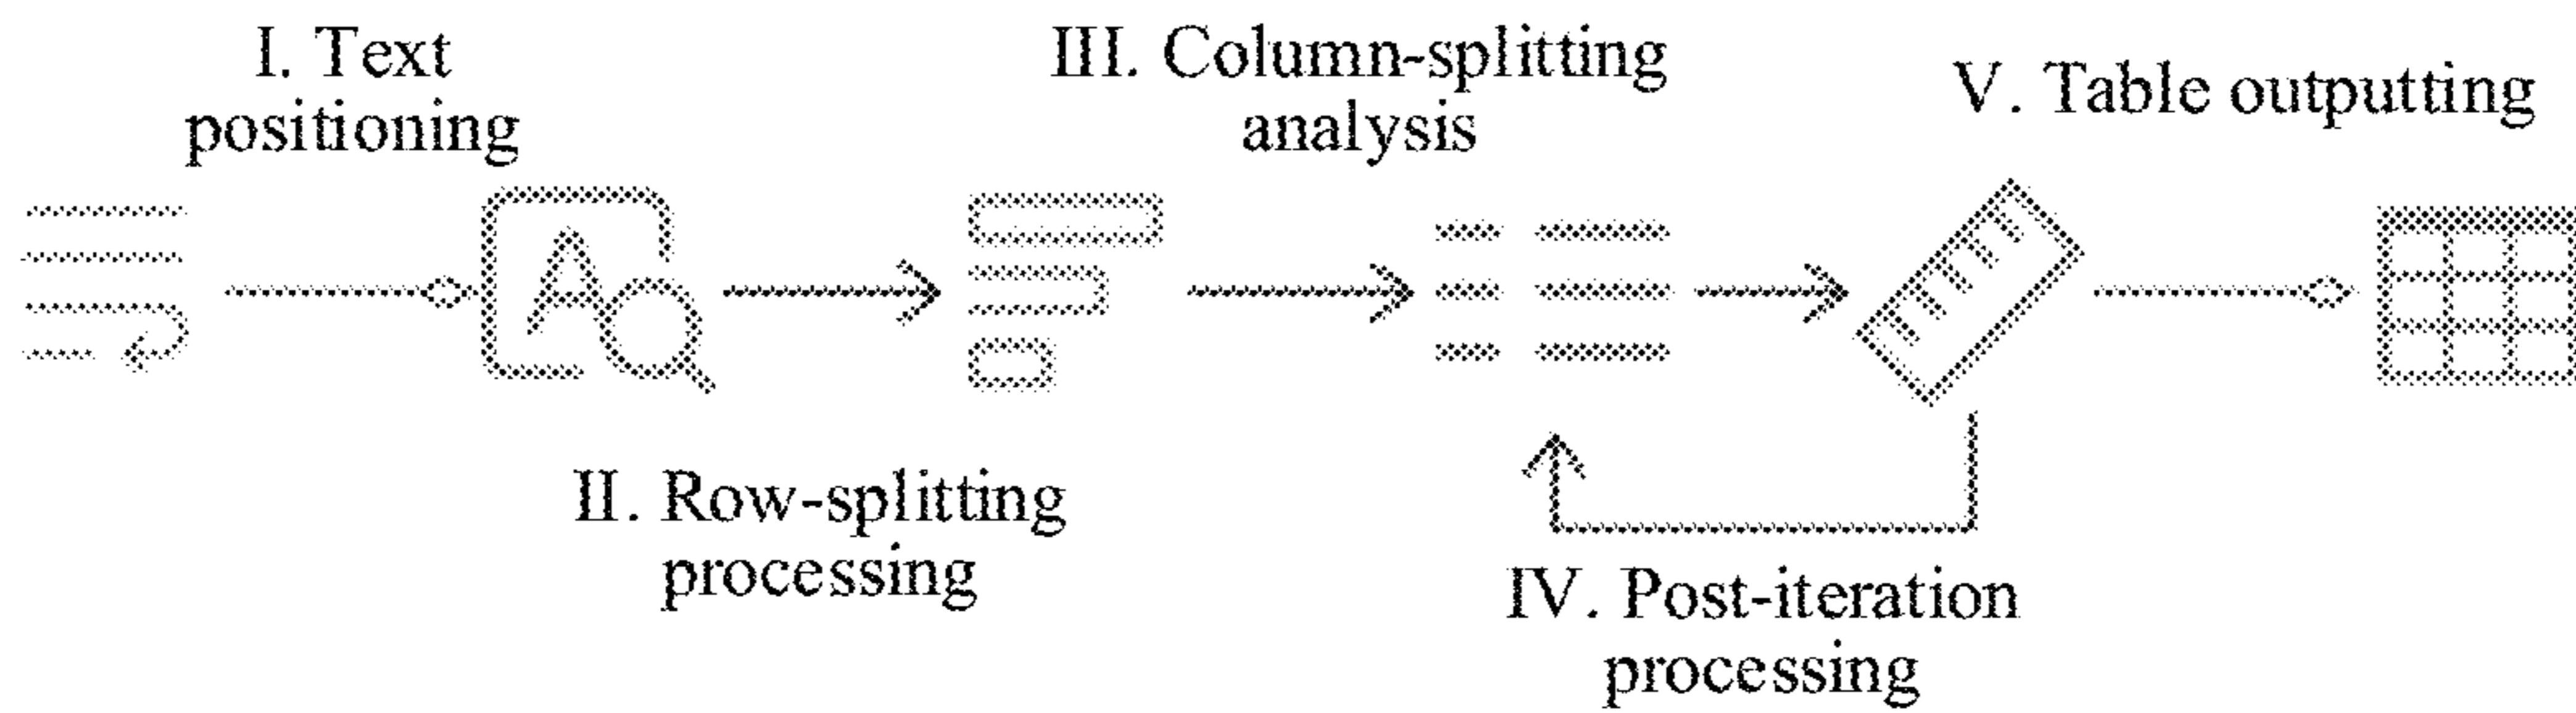 I. Text
positioning
III. Column-splitting
analysis
V. Table outputting
II. Row-splitting
processing
IV. Post-iteration
processing